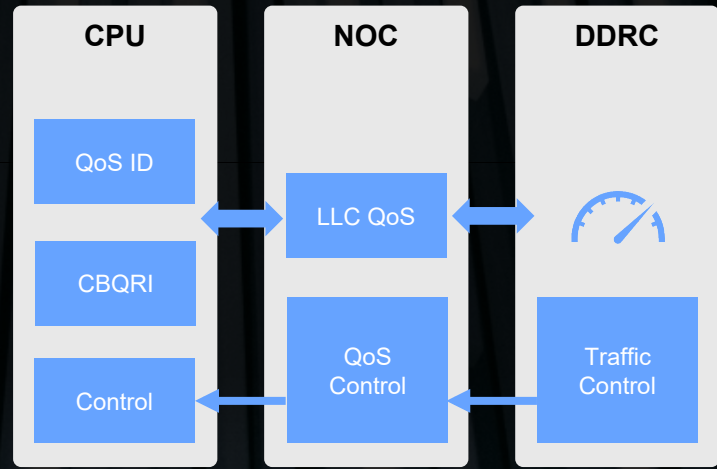 CPU
QoS ID
CBQRI
Control
NOC
LLC QoS
QoS
Control
DDRC
Traffic
Control